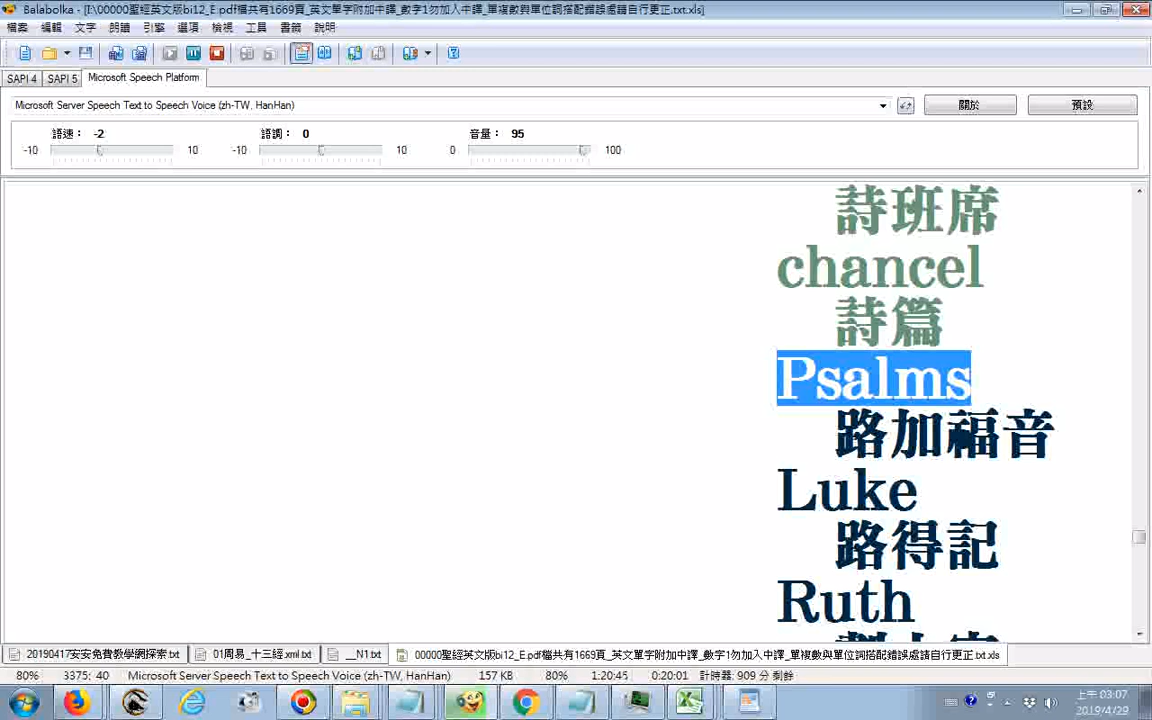 Balabolka - [I:\00000聖經英文版bi12_E.pdf檔共有1669頁_英文單字附加中譯_數字1勿加入中譯_單複數與單位詞搭配錯誤處請自行更正.txt.xls]
檔案 編輯 文字 朗讀 引擎 選項 檢視 工具 書籤 說明
SAPI 4 SAPI 5 Microsoft Speech Platform
Microsoft Server Speech Text to Speech Voice (zh-TW, HanHan) 關於 預設
語速： -2 語調： 0 音量： 95
-10 10 -10 10 0 100
詩班席
chancel
詩篇
Psalms
路加福音
Luke
路得記
Ruth
20190417安安免費教學網探索.txt 01周易_十三經.xml.txt __N1.txt 00000聖經英文版bi12_E.pdf檔共有1669頁_英文單字附加中譯_數字1勿加入中譯_單複數與單位詞搭配錯誤處請自行更正.txt.xls
80% 3375: 40 Microsoft Server Speech Text to Speech Voice (zh-TW, HanHan) 157 KB 80% 1:20:45 0:20:01 計時器: 909 分 剩餘
上午 03:07
2019/4/29